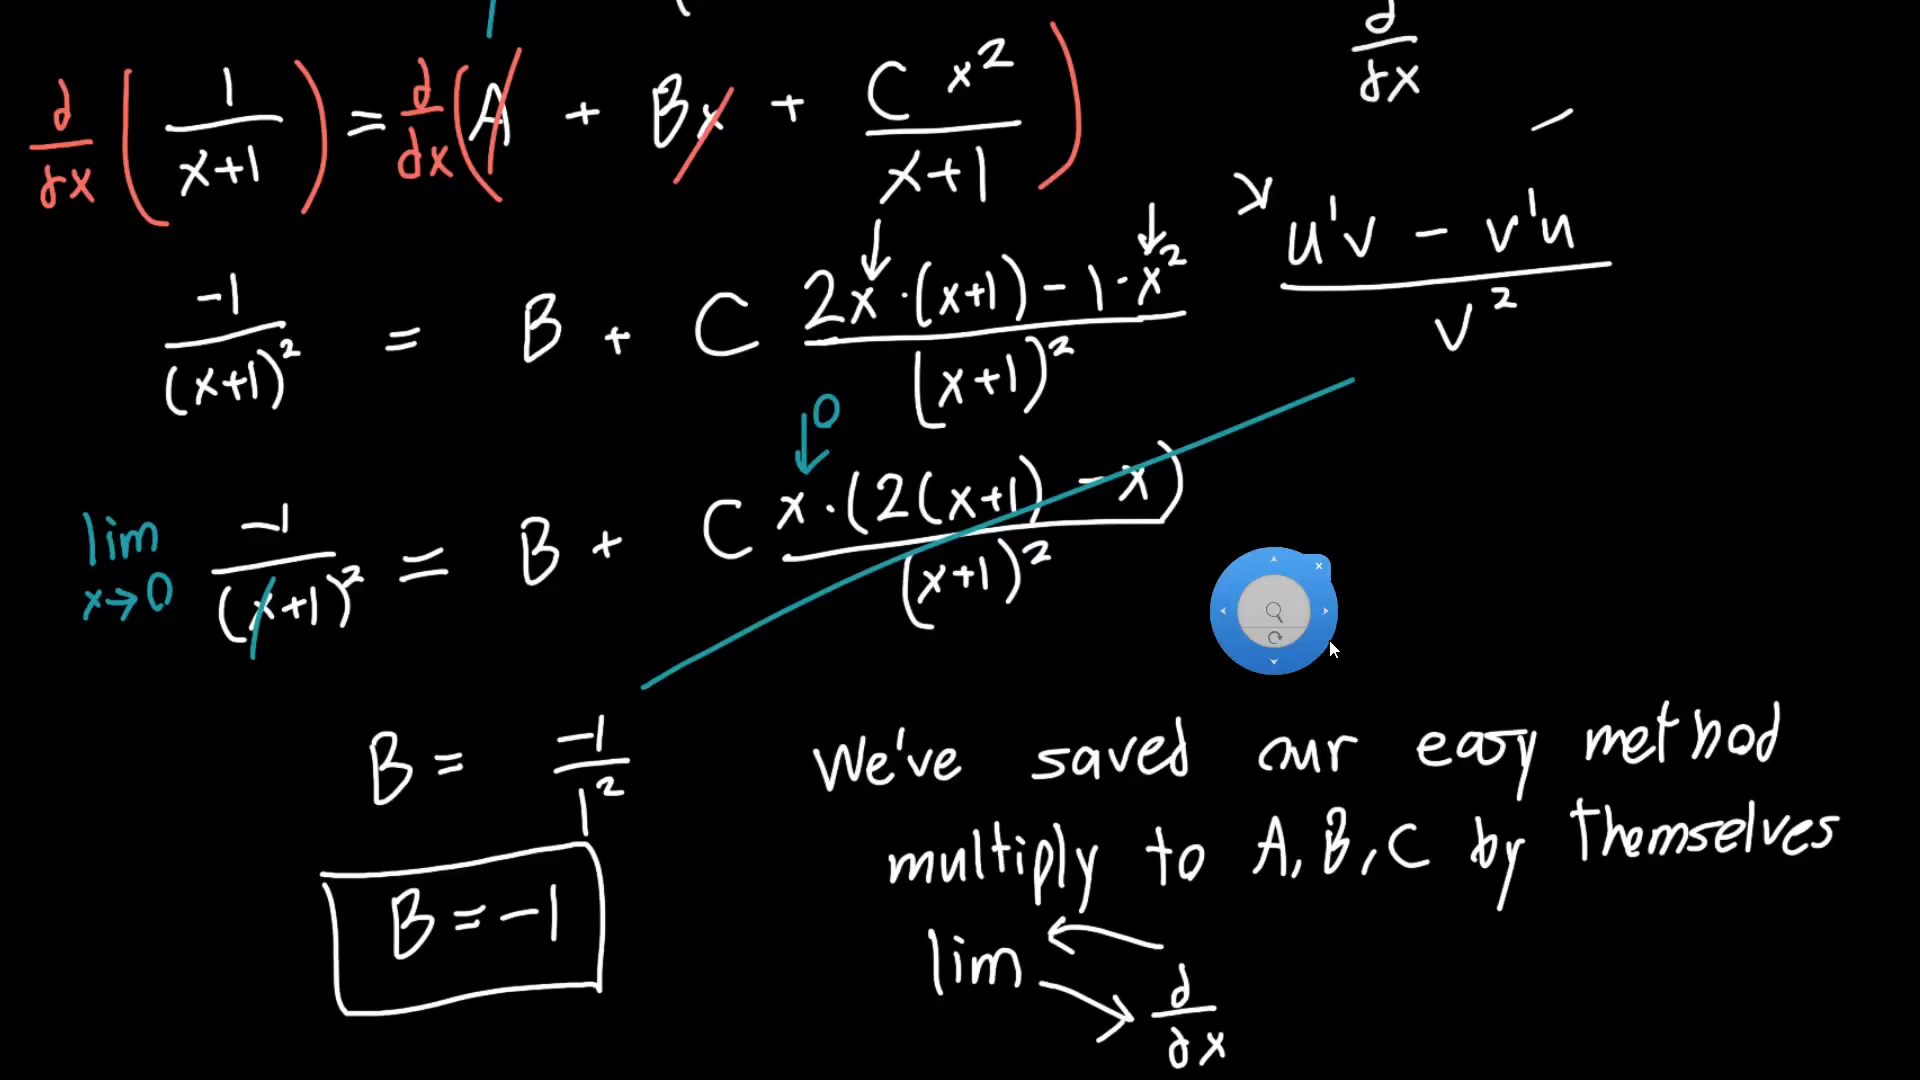 d/dx
d/dx ( 1/(x+1) ) = d/dx ( A + Bx + C x²/(x+1) )
(u'v - v'u)/v²
-1/(x+1)² = B + C (2x·(x+1) - 1·x²)/(x+1)²
0
lim x→0 -1/(x+1)² = B + C x·(2(x+1) - x)/(x+1)²
B = -1/1²
We've saved our easy method
multiply to A, B, C by themselves
B = -1
lim
d/dx